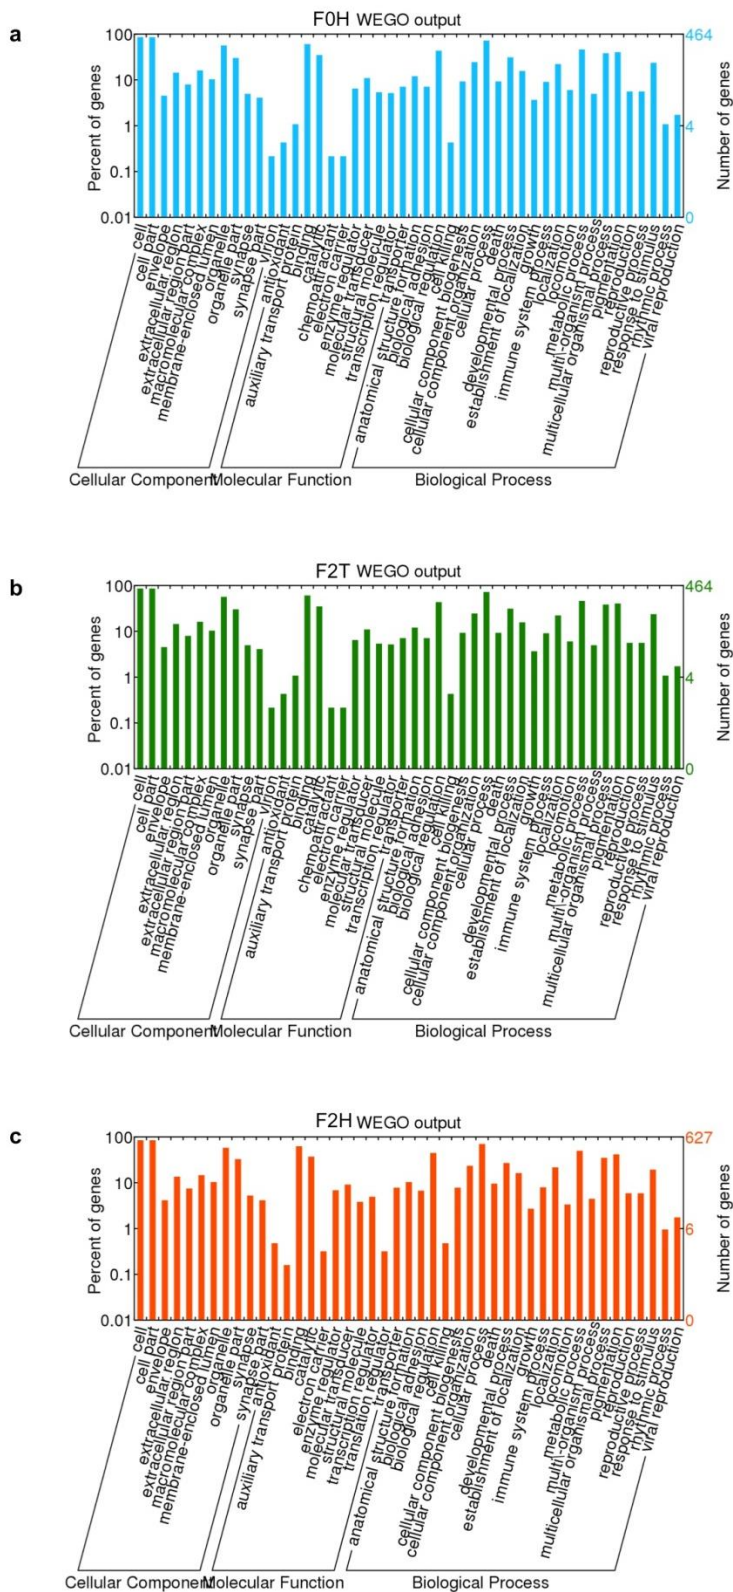 a
F0H WEGO output
Percent of genes
100
10
1
0.1
0.01
464
4
0
Number of genes
cell
cell part
envelope
extracellular region
extracellular region part
macromolecular complex
membrane-enclosed lumen
organelle
organelle part
synapse
synapse part
virion
antioxidant
auxiliary transport protein
binding
catalytic
chemoattractant
electron carrier
enzyme regulator
molecular transducer
structural molecule
transcription regulator
transporter
anatomical structure formation
biological adhesion
biological regulation
cell killing
cellular component biogenesis
cellular component organization
cellular process
death
developmental process
establishment of localization
growth
immune system process
localization
locomotion
metabolic process
multi\-organism process
multicellular organismal process
pigmentation
reproduction
reproductive process
response to stimulus
rhythmic process
viral reproduction
Cellular Component
Molecular Function
Biological Process
b
F2T WEGO output
Percent of genes
100
10
1
0.1
0.01
464
4
0
Number of genes
cell
cell part
envelope
extracellular region
extracellular region part
macromolecular complex
membrane-enclosed lumen
organelle
organelle part
synapse
synapse part
virion
antioxidant
auxiliary transport protein
binding
catalytic
chemoattractant
electron carrier
enzyme regulator
molecular transducer
structural molecule
transcription regulator
transporter
anatomical structure formation
biological adhesion
biological regulation
cell killing
cellular component biogenesis
cellular component organization
cellular process
death
developmental process
establishment of localization
growth
immune system process
localization
locomotion
metabolic process
multi\-organism process
multicellular organismal process
pigmentation
reproduction
reproductive process
response to stimulus
rhythmic process
viral reproduction
Cellular Component
Molecular Function
Biological Process
c
F2H WEGO output
Percent of genes
100
10
1
0.1
0.01
627
6
0
Number of genes
cell
cell part
envelope
extracellular region
extracellular region part
macromolecular complex
membrane-enclosed lumen
organelle
organelle part
synapse
synapse part
antioxidant
auxiliary transport protein
binding
catalytic
electron carrier
enzyme regulator
molecular transducer
structural molecule
transcription regulator
translation regulator
transporter
anatomical structure formation
biological adhesion
biological regulation
cell killing
cellular component biogenesis
cellular component organization
cellular process
death
developmental process
establishment of localization
growth
immune system process
localization
locomotion
metabolic process
multi\-organism process
multicellular organismal process
pigmentation
reproduction
reproductive process
response to stimulus
rhythmic process
viral reproduction
Cellular Component
Molecular Function
Biological Process